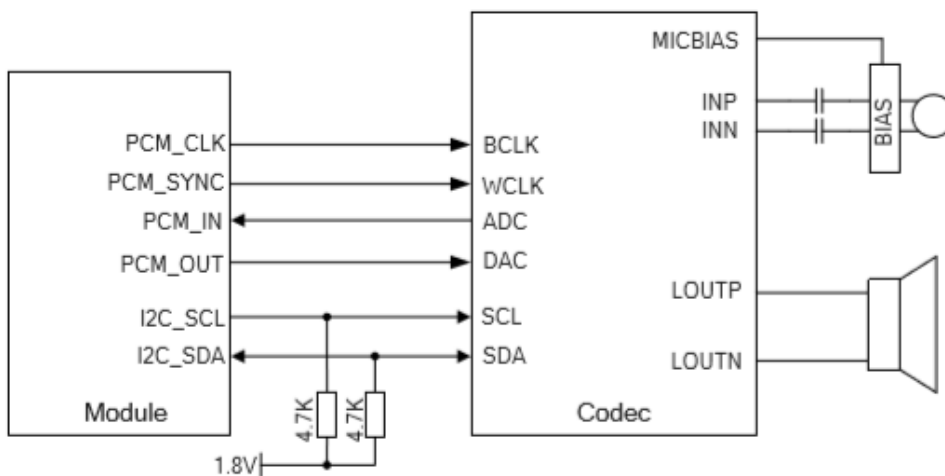 MICBIAS
INP
INN
BIAS
PCM_CLK
BCLK
PCM_SYNC
WCLK
PCM_IN
ADC
PCM_OUT
DAC
LOUTP
I2C_SCL
SCL
I2C_SDA
SDA
LOUTN
4.7K
4.7K
Module
Codec
1.8V